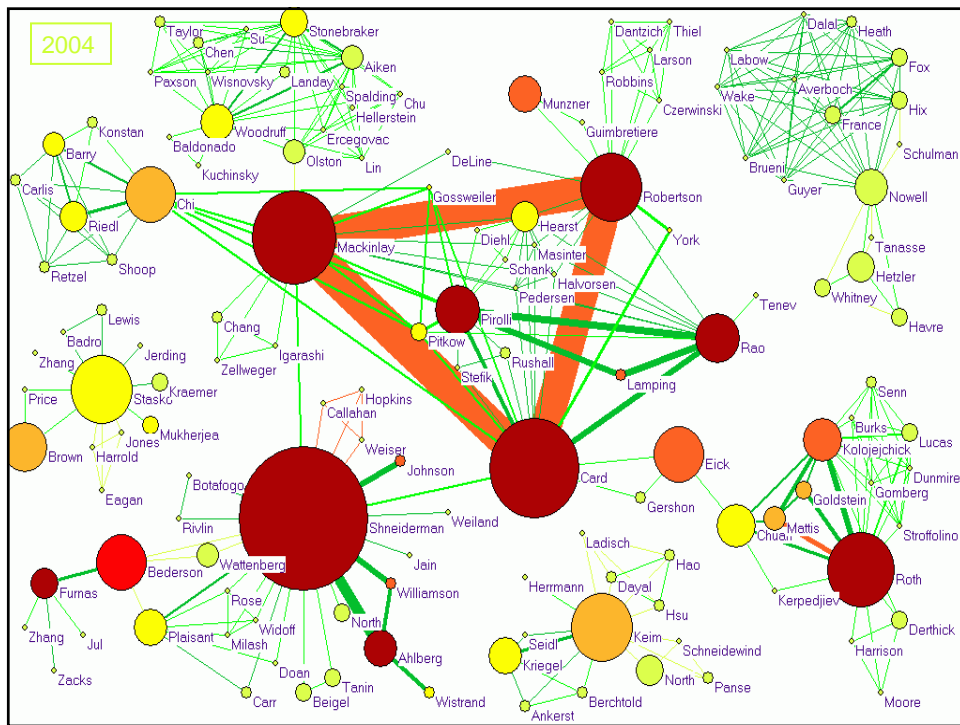 2004
Taylor
Su
Stonebraker
Chen
Aiken
Paxson
Wisnovsky
Landay
Spalding
Chu
Hellerstein
Woodruff
Ercegovac
Baldonado
Olston
Lin
Kuchinsky
Dantzich
Thiel
Larson
Robbins
Munzner
Czerwinski
Guimbretiere
DeLine
Robertson
Gossweiler
Dalal
Heath
Labow
Fox
Wake
Averboch
Hix
France
Schulman
Brueni
Guyer
Nowell
Tanasse
Hetzler
Whitney
Havre
Konstan
Barry
Carlis
Chi
Riedl
Shoop
Retzel
Mackinlay
Diehl
Hearst
York
Masinter
Schank
Halvorsen
Pedersen
Pirolli
Tenev
Rao
Chang
Igarashi
Zellweger
Pitkow
Rushall
Stefik
Lamping
Lewis
Badro
Zhang
Jerding
Price
Stasko
Kraemer
Mukherjea
Jones
Brown
Harrold
Eagan
Hopkins
Callahan
Weiser
Johnson
Botafogo
Rivlin
Shneiderman
Weiland
Card
Eick
Gershon
Senn
Burks
Lucas
Kolojejchick
Dunmire
Goldstein
Gomberg
Mattis
Chuah
Stroffolino
Roth
Kerpedjiev
Derthick
Harrison
Moore
Wattenberg
Bederson
Furnas
Jain
Williamson
Rose
North
Widoff
Zhang
Jul
Plaisant
Milash
Ahlberg
Zacks
Doan
Tanin
Carr
Beigel
Wistrand
Ladisch
Hao
Herrmann
Dayal
Hsu
Seidl
Keim
Schneidewind
Kriegel
North
Panse
Berchtold
Ankerst